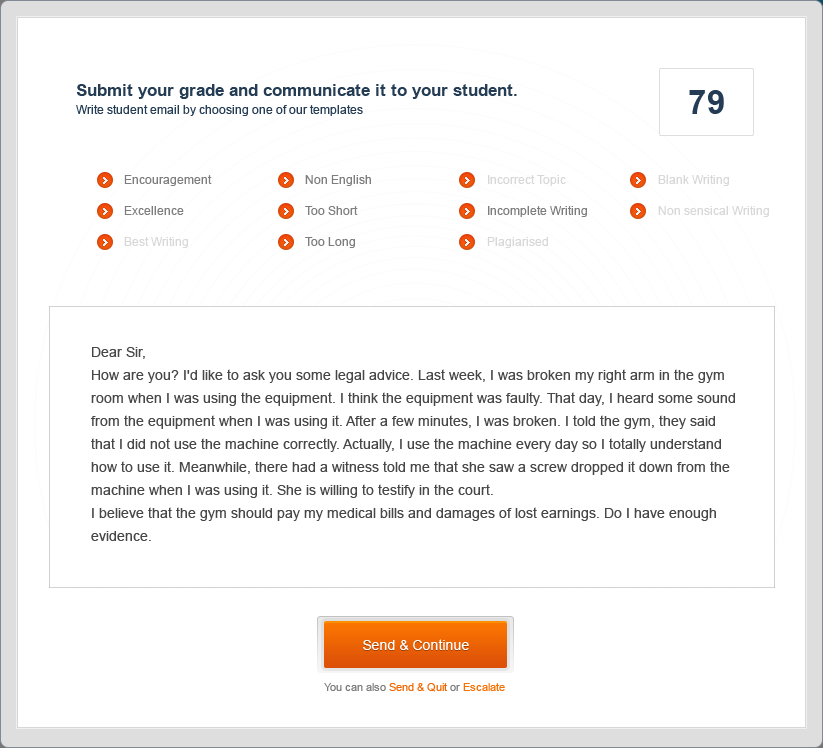 Submit your grade and communicate it to your student.
Write student email by choosing one of our templates
79
Encouragement
Non English
Incorrect Topic
Blank Writing
Excellence
Too Short
Incomplete Writing
Non sensical Writing
Best Writing
Too Long
Plagiarised
Dear Sir,
How are you? I'd like to ask you some legal advice. Last week, I was broken my right arm in the gym
room when I was using the equipment. I think the equipment was faulty. That day, I heard some sound
from the equipment when I was using it. After a few minutes, I was broken. I told the gym, they said
that I did not use the machine correctly. Actually, I use the machine every day so I totally understand
how to use it. Meanwhile, there had a witness told me that she saw a screw dropped it down from the
machine when I was using it. She is willing to testify in the court.
I believe that the gym should pay my medical bills and damages of lost earnings. Do I have enough
evidence.
Send & Continue
You can also Send & Quit or Escalate